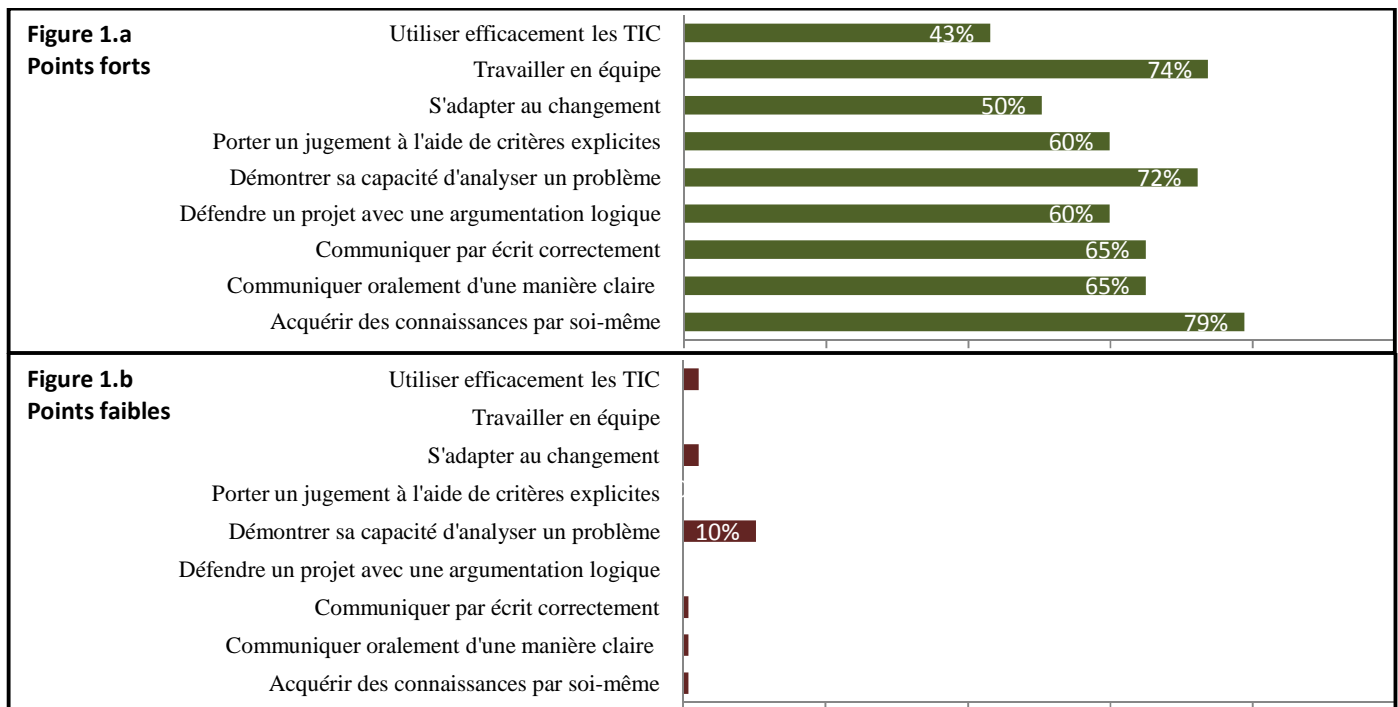 Figure 1.a
Points forts
Utiliser efficacement les TIC 43%
Travailler en équipe 74%
S'adapter au changement 50%
Porter un jugement à l'aide de critères explicites 60%
Démontrer sa capacité d'analyser un problème 72%
Défendre un projet avec une argumentation logique 60%
Communiquer par écrit correctement 65%
Communiquer oralement d'une manière claire 65%
Acquérir des connaissances par soi-même 79%
Figure 1.b
Points faibles
Utiliser efficacement les TIC
Travailler en équipe
S'adapter au changement
Porter un jugement à l'aide de critères explicites
Démontrer sa capacité d'analyser un problème 10%
Défendre un projet avec une argumentation logique
Communiquer par écrit correctement
Communiquer oralement d'une manière claire
Acquérir des connaissances par soi-même